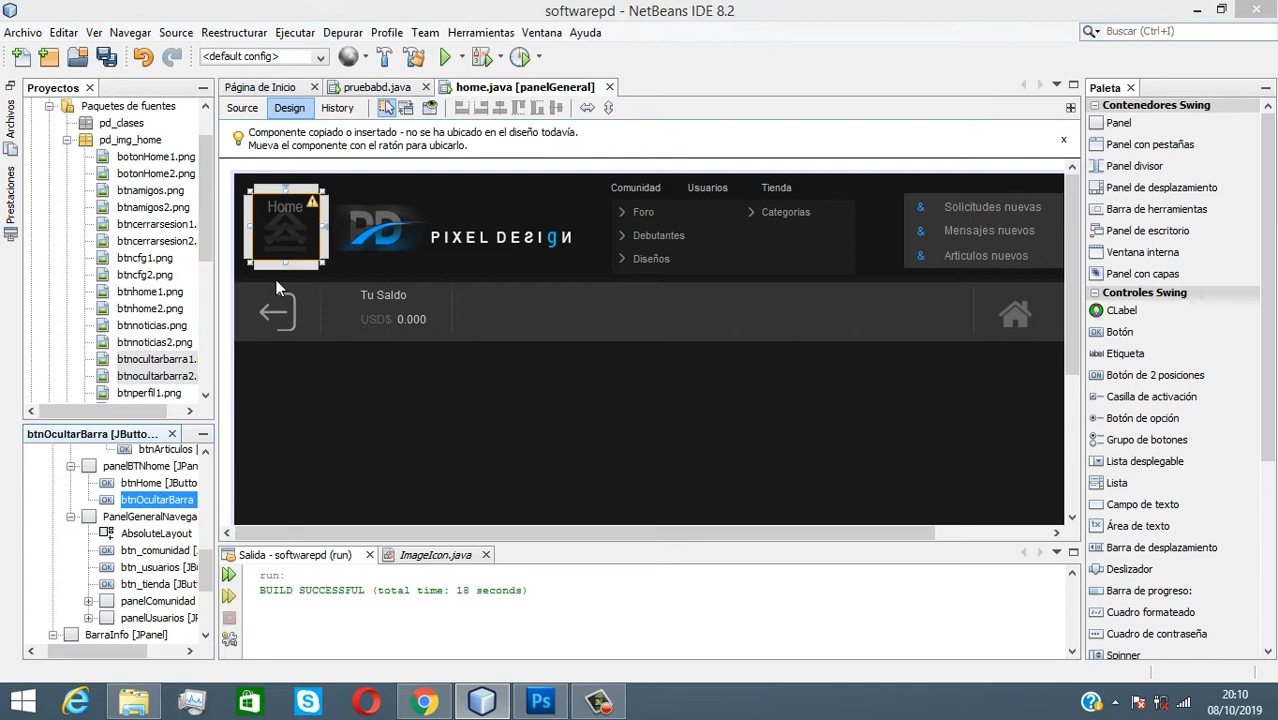 softwarepd - NetBeans IDE 8.2
Archivo Editar Ver Navegar Source Reestructurar Ejecutar Depurar Profile Team Herramientas Ventana Ayuda
Buscar (Ctrl+I)
<default config>
Proyectos
Página de Inicio
pruebabd.java
home.java [panelGeneral]
Paleta
Archivos
Prestaciones
Paquetes de fuentes
pd_clases
pd_img_home
botonHome1.png
botonHome2.png
btnamigos.png
btnamigos2.png
btncerrarsesion1.png
btncerrarsesion2.png
btncfg1.png
btncfg2.png
btnhome1.png
btnhome2.png
btnnoticias.png
btnnoticias2.png
btnocultarbarra1.
btnocultarbarra2.
btnperfil1.png
btnOcultarBarra [JButto...
btnArticulos [
panelBTNhome [JPan
btnHome [JButto
btnOcultarBarra
PanelGeneralNavega
AbsoluteLayout
btn_comunidad [
btn_usuarios [JB
btn_tienda [JButt
panelComunidad
panelUsuarios [JP
BarraInfo [JPanel]
Source Design History
Componente copiado o insertado - no se ha ubicado en el diseño todavía.
Mueva el componente con el ratón para ubicarlo.
x
Home
PD PIXEL DESIGN
Comunidad Usuarios Tienda
Foro
Debutantes
Diseños
Categorias
& Solicitudes nuevas
& Mensajes nuevos
& Articulos nuevos
Tu Saldo
USD$ 0.000
Salida - softwarepd (run)
ImageIcon.java
run:
BUILD SUCCESSFUL (total time: 18 seconds)
Contenedores Swing
Panel
Panel con pestañas
Panel divisor
Panel de desplazamiento
Barra de herramientas
Panel de escritorio
Ventana interna
Panel con capas
Controles Swing
CLabel
Botón
Etiqueta
Botón de 2 posiciones
Casilla de activación
Botón de opción
Grupo de botones
Lista desplegable
Lista
Campo de texto
Área de texto
Barra de desplazamiento
Deslizador
Barra de progreso:
Cuadro formateado
Cuadro de contraseña
Spinner
Ps
20:10
08/10/2019